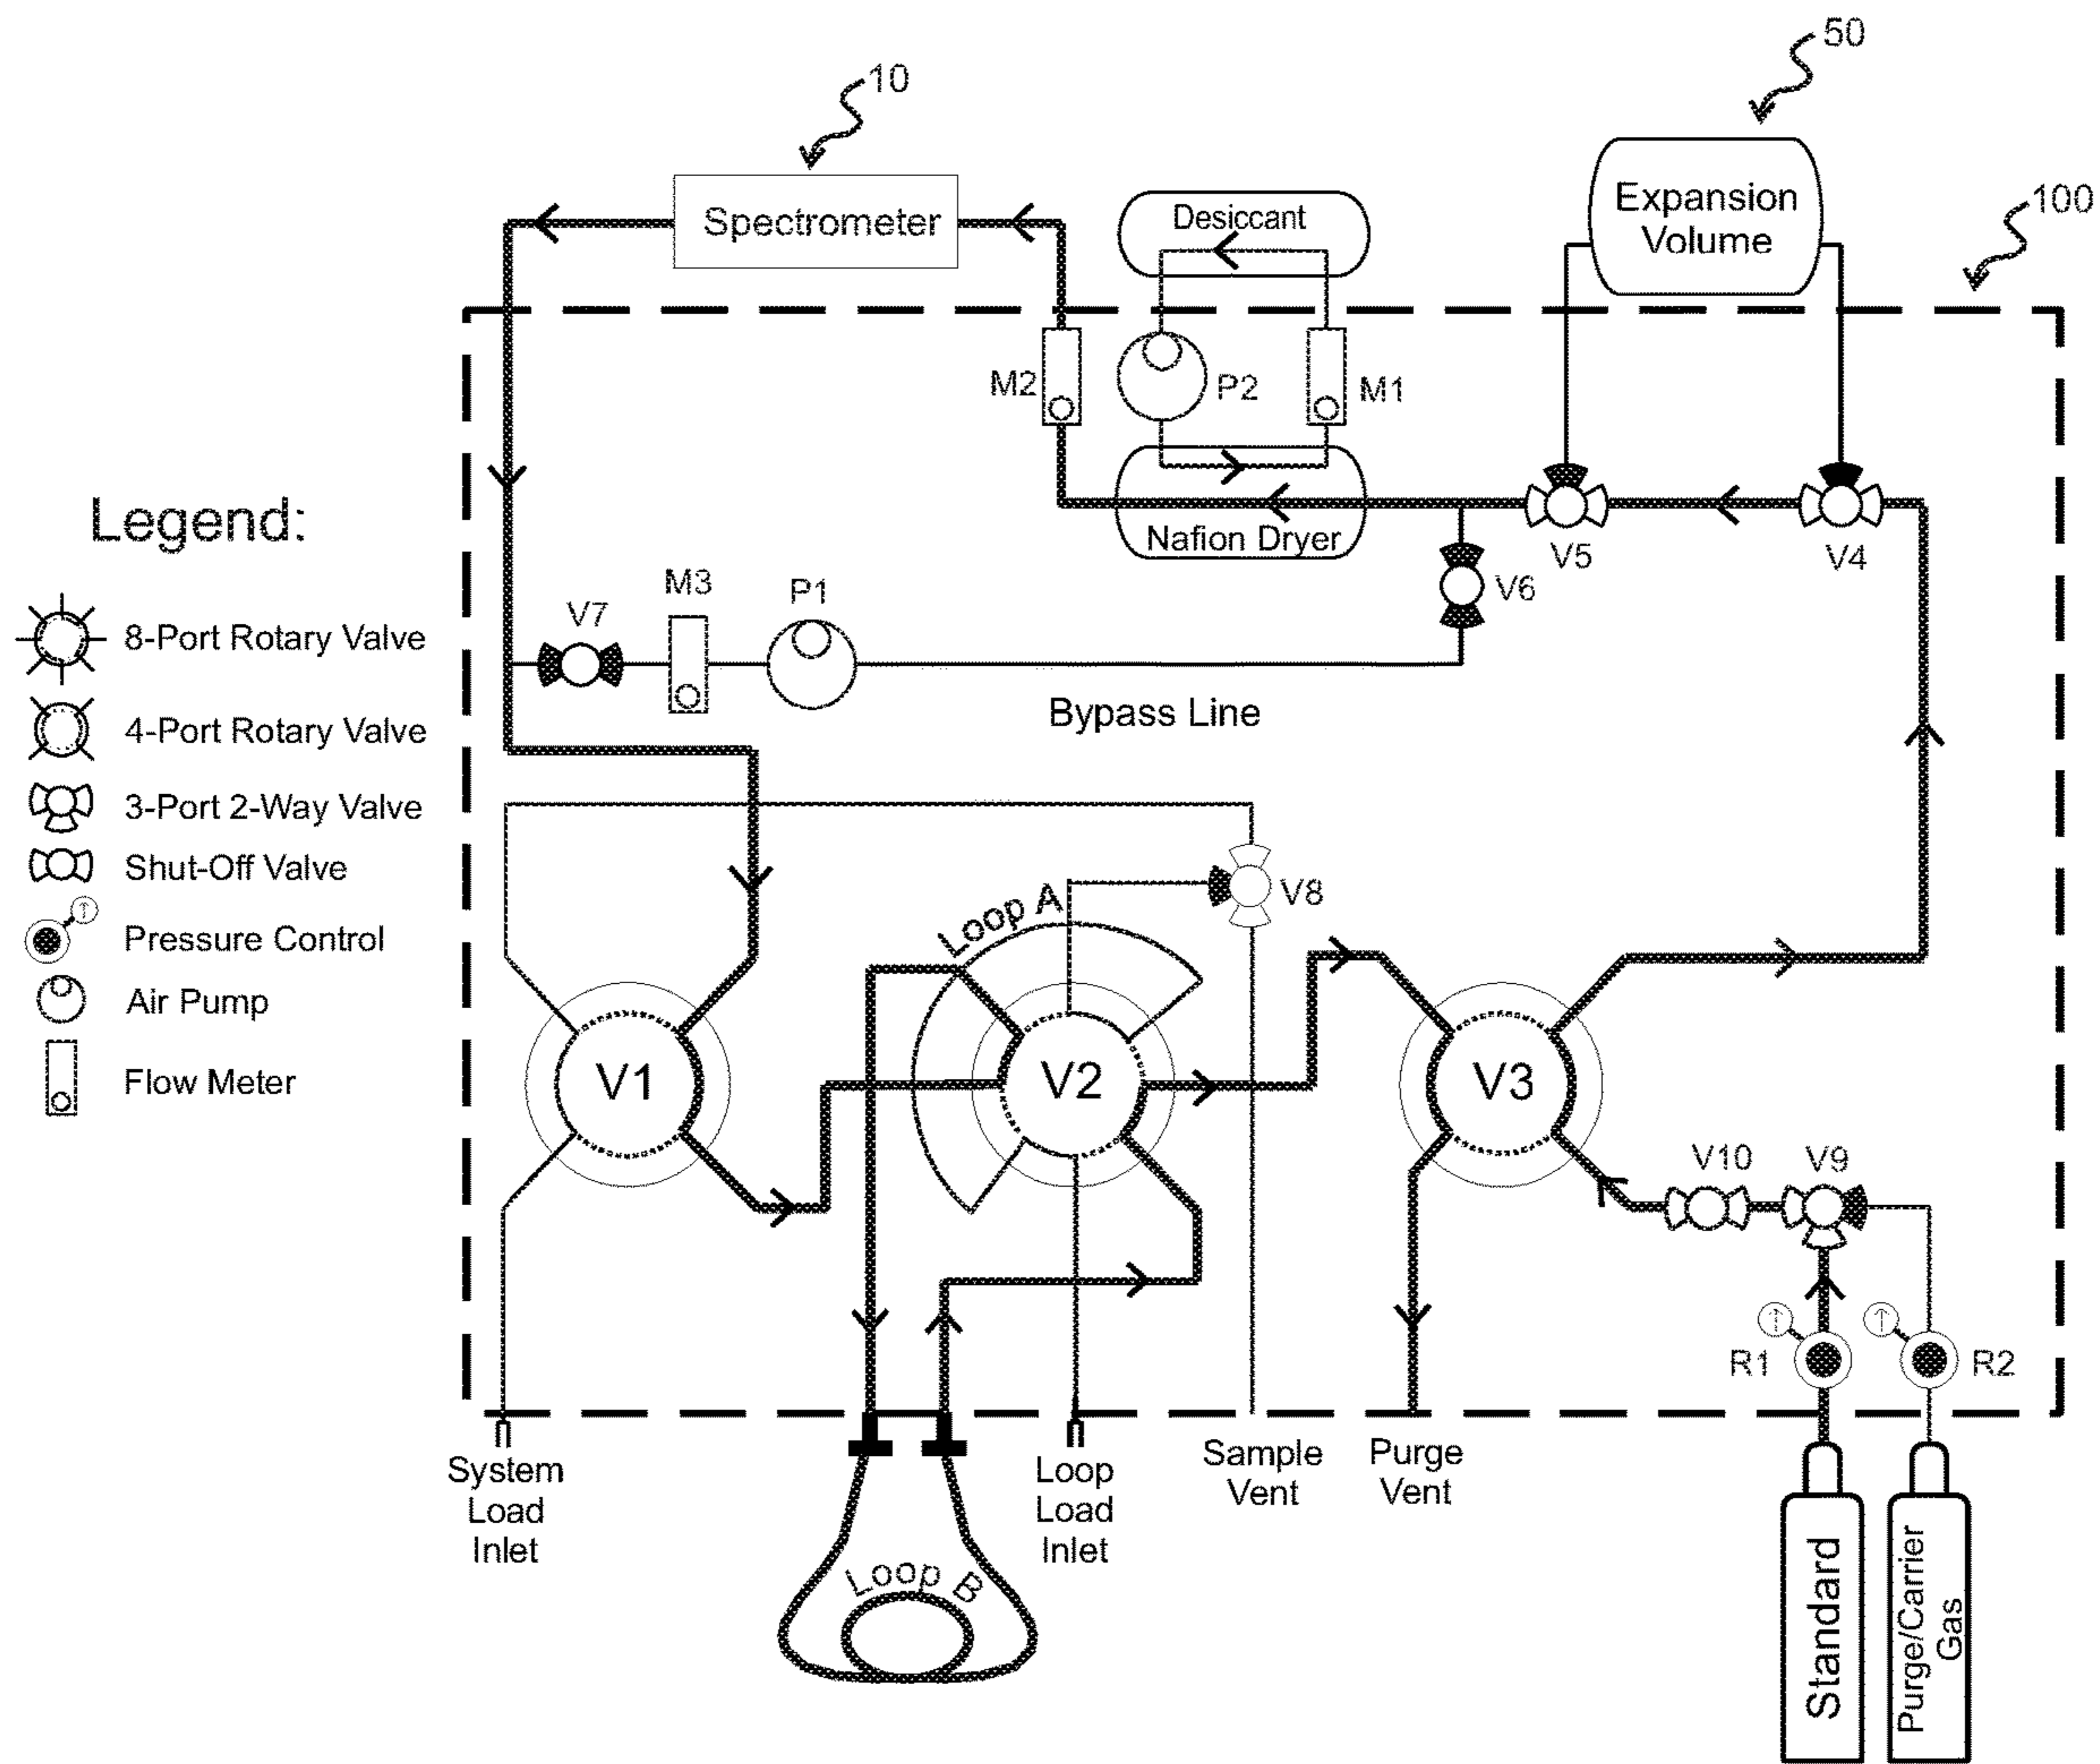 50
10
100
Expansion
Volume
Desiccant
Spectrometer
M2
P2
M1
Nafion Dryer
V5
V4
V6
Legend:
M3
P1
V7
Bypass Line
8-Port Rotary Valve
4-Port Rotary Valve
3-Port 2-Way Valve
Shut-Off Valve
Pressure Control
Air Pump
Flow Meter
Loop A
V8
V1
V2
V3
V10
V9
R1
R2
System
Load
Inlet
Loop
Load
Inlet
Sample
Vent
Purge
Vent
Loop B
Standard
Purge/Carrier
Gas